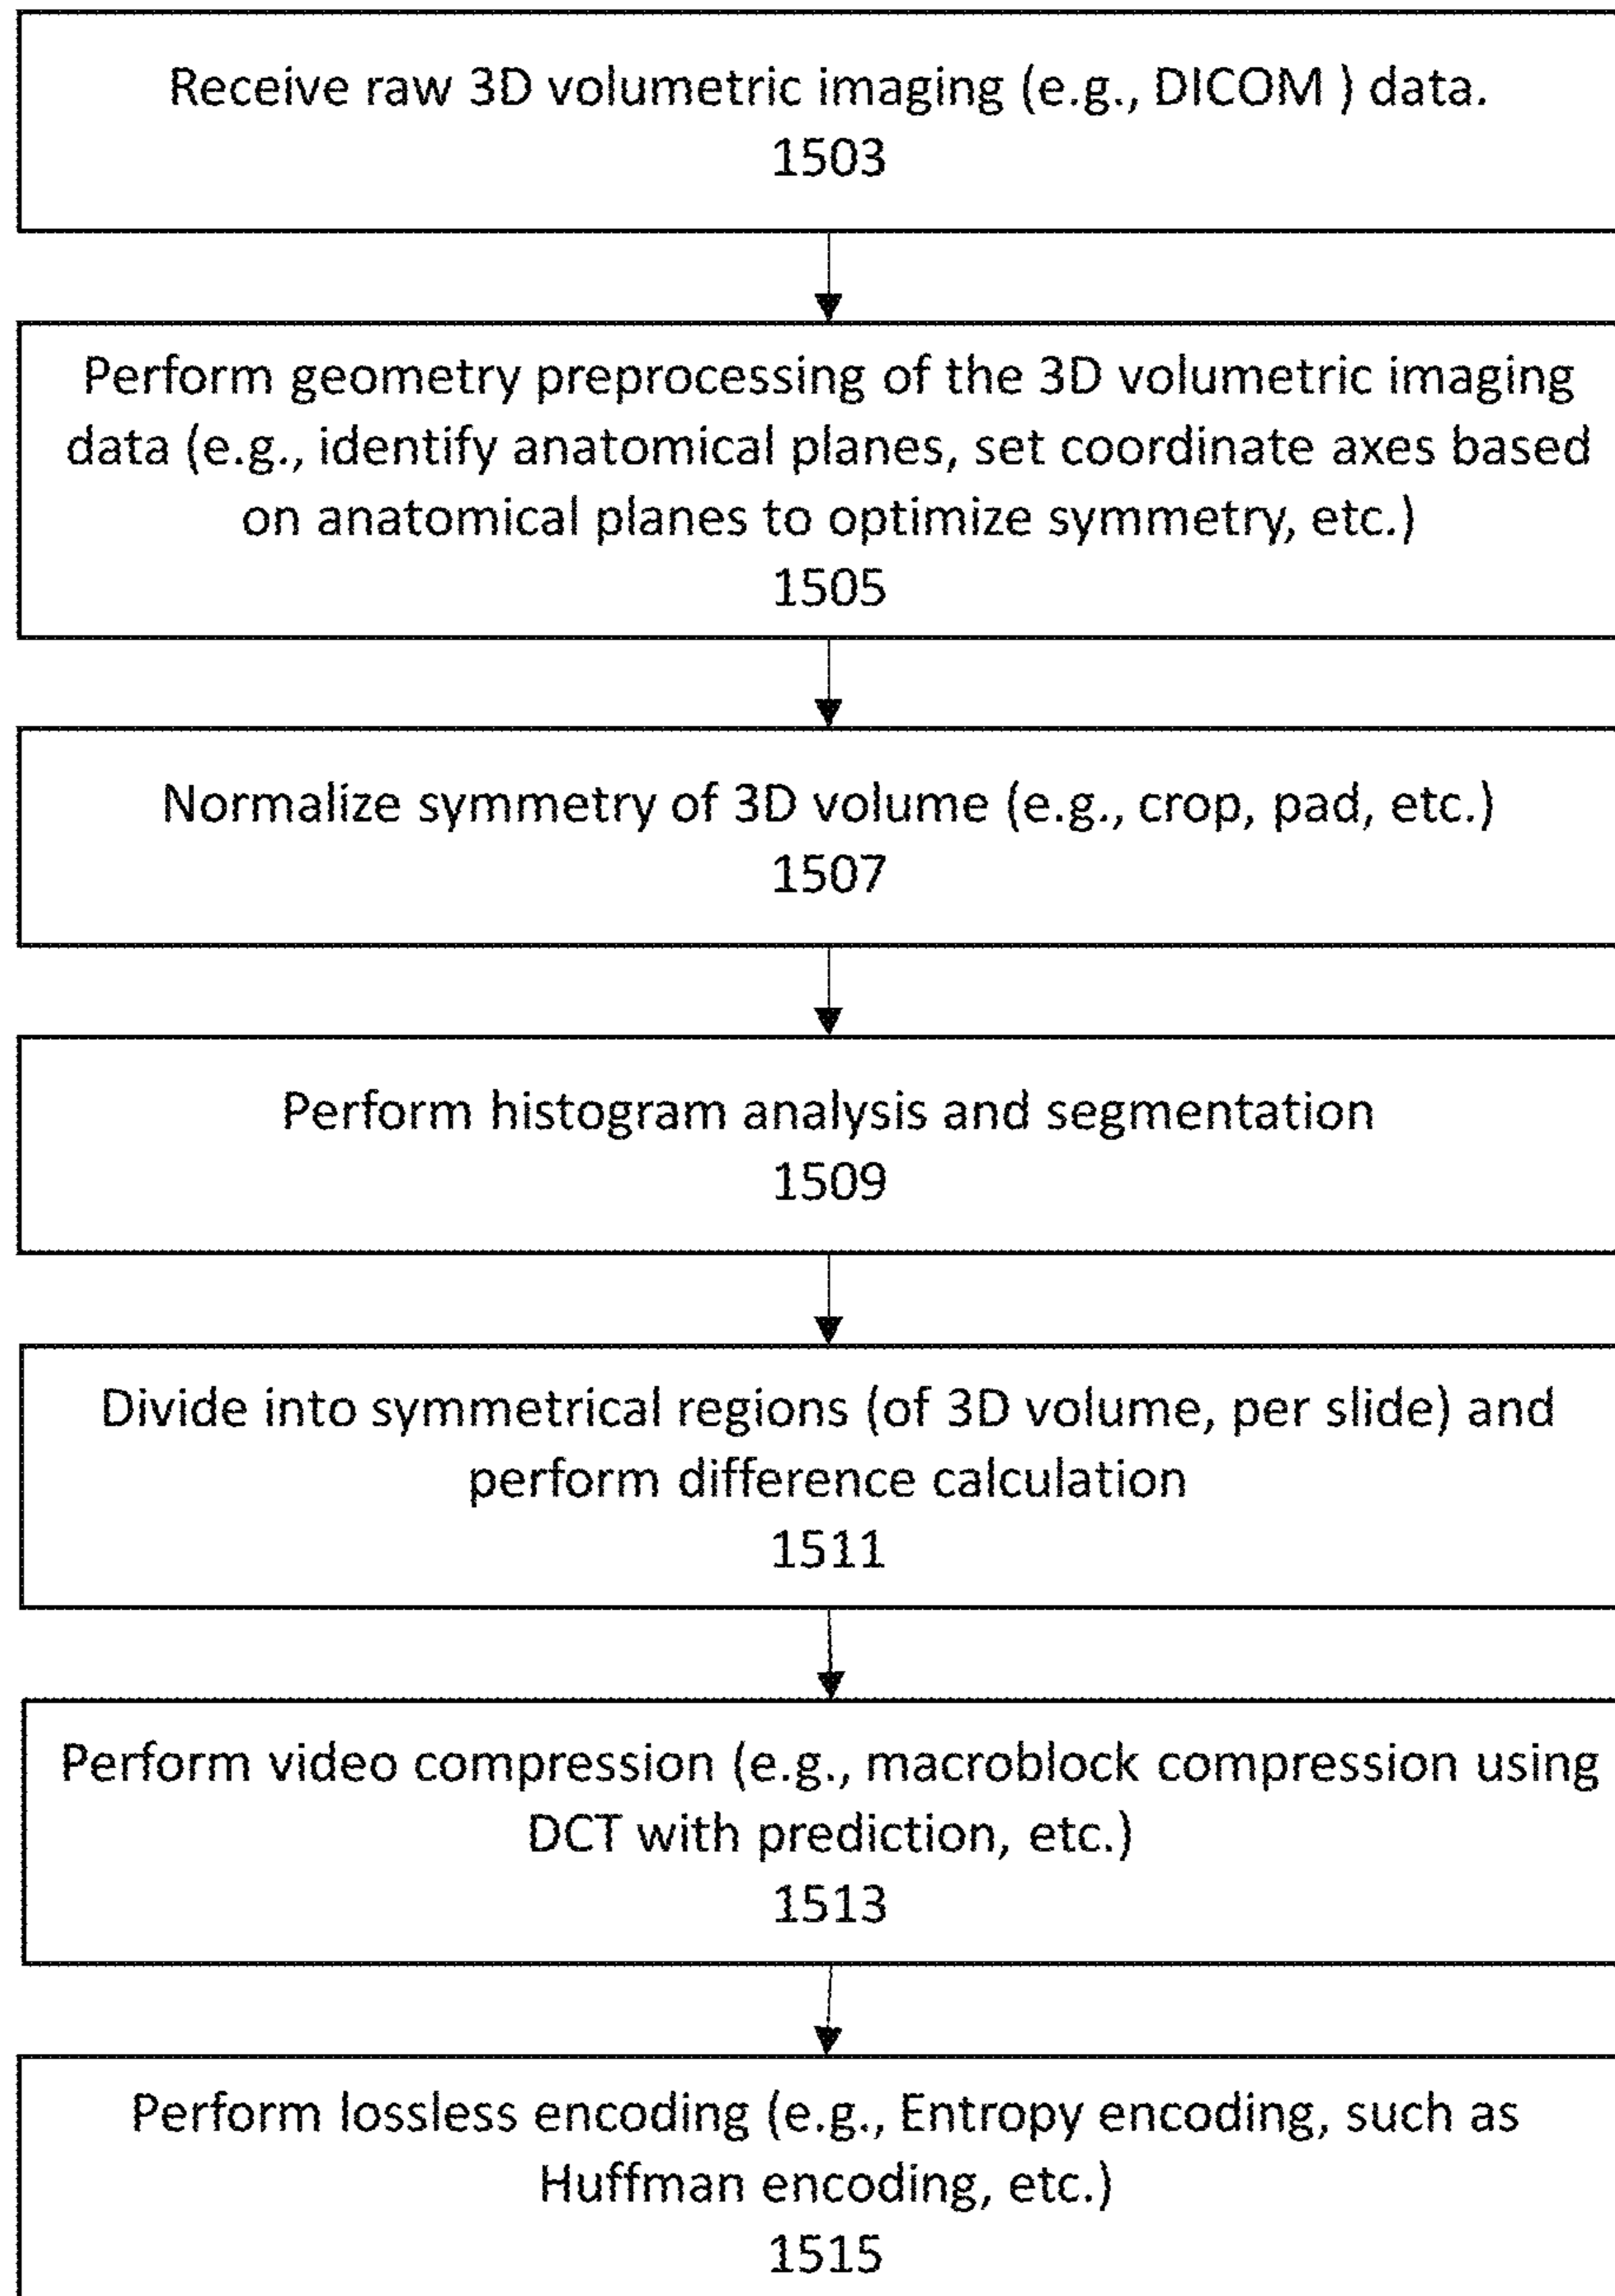 Receive raw 3D volumetric imaging (e.g., DICOM ) data.
1503
Perform geometry preprocessing of the 3D volumetric imaging
data (e.g., identify anatomical planes, set coordinate axes based
on anatomical planes to optimize symmetry, etc.)
1505
Normalize symmetry of 3D volume (e.g., crop, pad, etc.)
1507
Perform histogram analysis and segmentation
1509
Divide into symmetrical regions (of 3D volume, per slide) and
perform difference calculation
1511
Perform video compression (e.g., macroblock compression using
DCT with prediction, etc.)
1513
Perform lossless encoding (e.g., Entropy encoding, such as
Huffman encoding, etc.)
1515